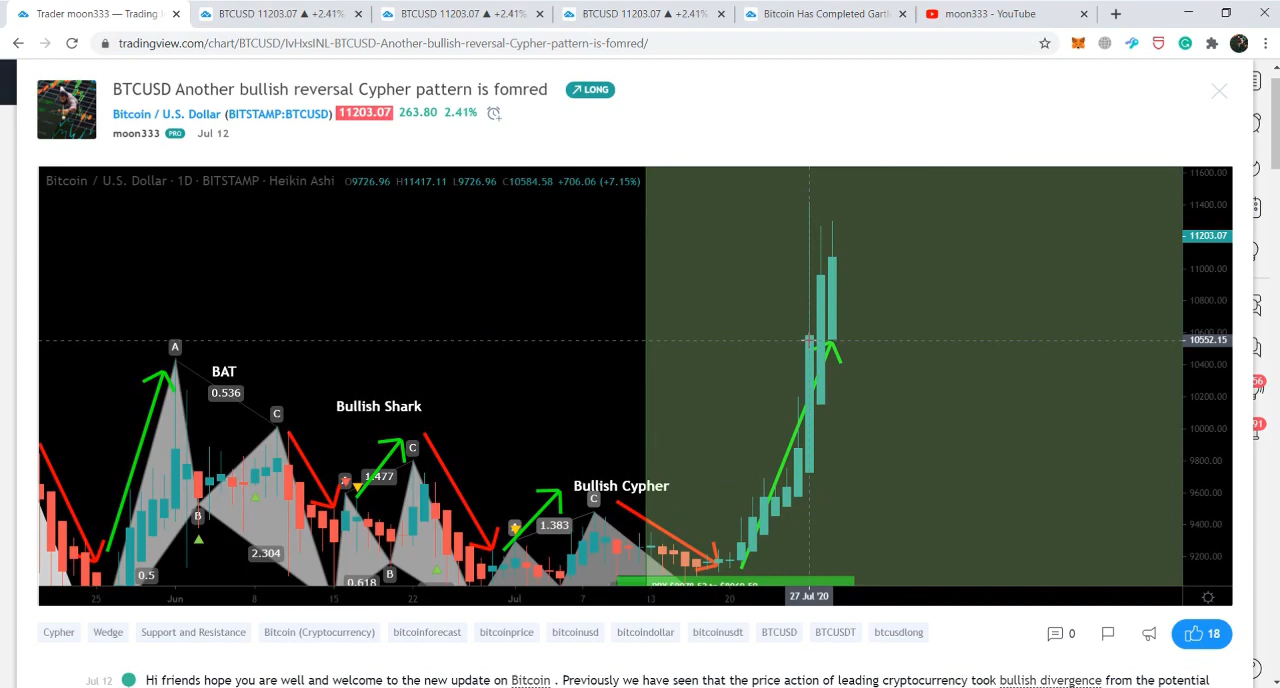 Trader moon333 — Trading
BTCUSD 11203.07 ▲ +2.41%
BTCUSD 11203.07 ▲ +2.41%
BTCUSD 11203.07 ▲ +2.41%
Bitcoin Has Completed Gartl
moon333 - YouTube
tradingview.com/chart/BTCUSD/IvHxsINL-BTCUSD-Another-bullish-reversal-Cypher-pattern-is-fomred/
BTCUSD Another bullish reversal Cypher pattern is fomred
LONG
Bitcoin / U.S. Dollar (BITSTAMP:BTCUSD) 11203.07 263.80 2.41%
moon333 PRO Jul 12
Bitcoin / U.S. Dollar · 1D · BITSTAMP · Heikin Ashi O9726.96 H11417.11 L9726.96 C10584.58 +706.06 (+7.15%)
11600.00
11400.00
11203.07
11000.00
10800.00
10600.00
10552.15
10400.00
10200.00
10000.00
9800.00
9600.00
9400.00
9200.00
A
BAT
0.536
C
Bullish Shark
C
1.477
Bullish Cypher
C
B
1.383
2.304
0.5
0.618
B
25 Jun 8 15 22 Jul 7 13 20 27 Jul '20
Cypher Wedge Support and Resistance Bitcoin (Cryptocurrency) bitcoinforecast bitcoinprice bitcoinusd bitcoindollar bitcoinusdt BTCUSD BTCUSDT btcusdlong
0
18
56
91
Jul 12 Hi friends hope you are well and welcome to the new update on Bitcoin . Previously we have seen that the price action of leading cryptocurrency took bullish divergence from the potential